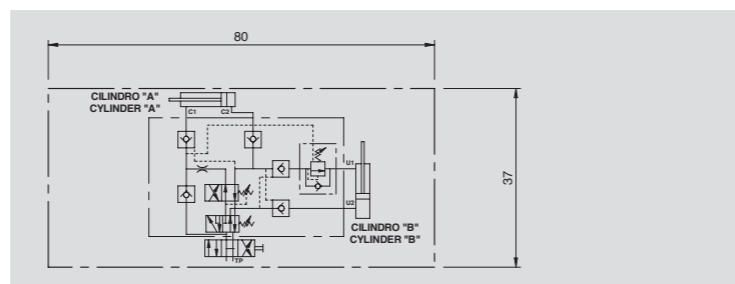 80
CILINDRO "A"
CYLINDER "A"
C1 C2
U1
37
U2
CILINDRO "B"
CYLINDER "B"
TP